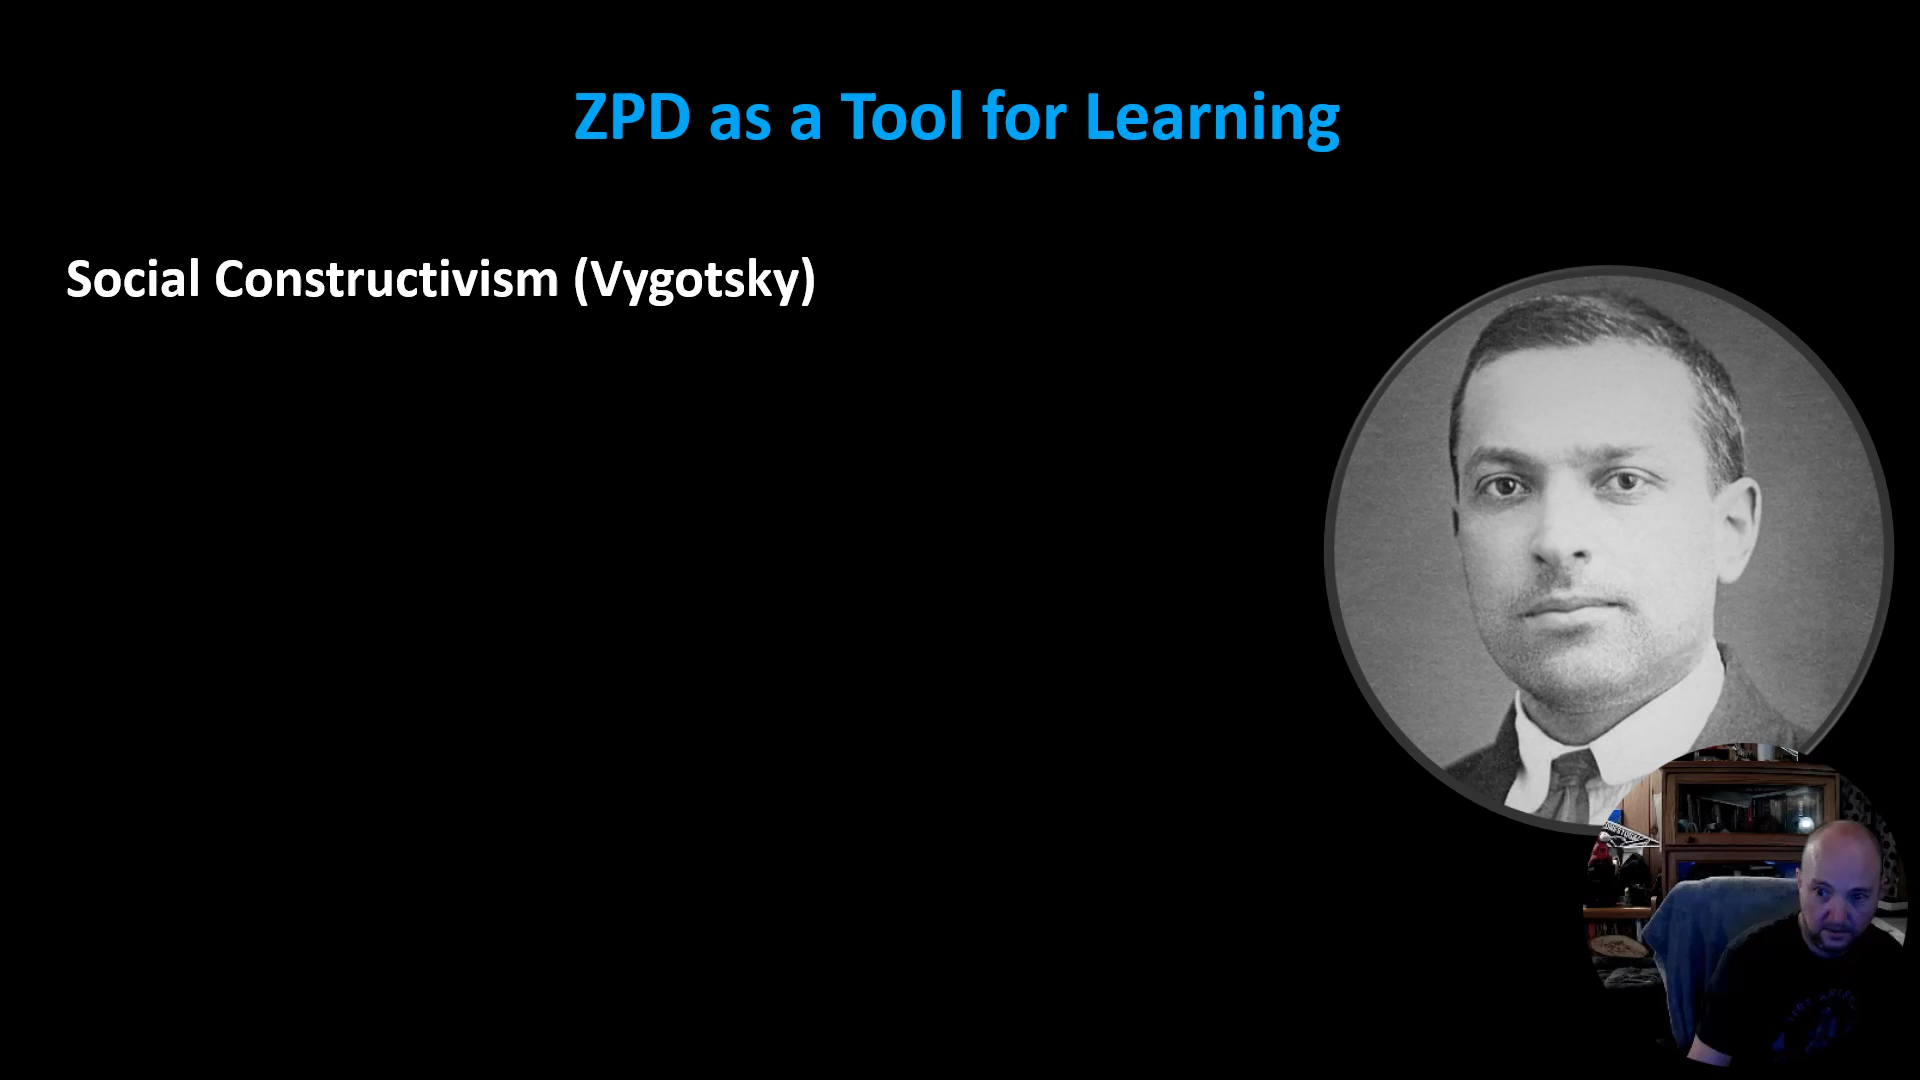 ZPD as a Tool for Learning
Social Constructivism (Vygotsky)